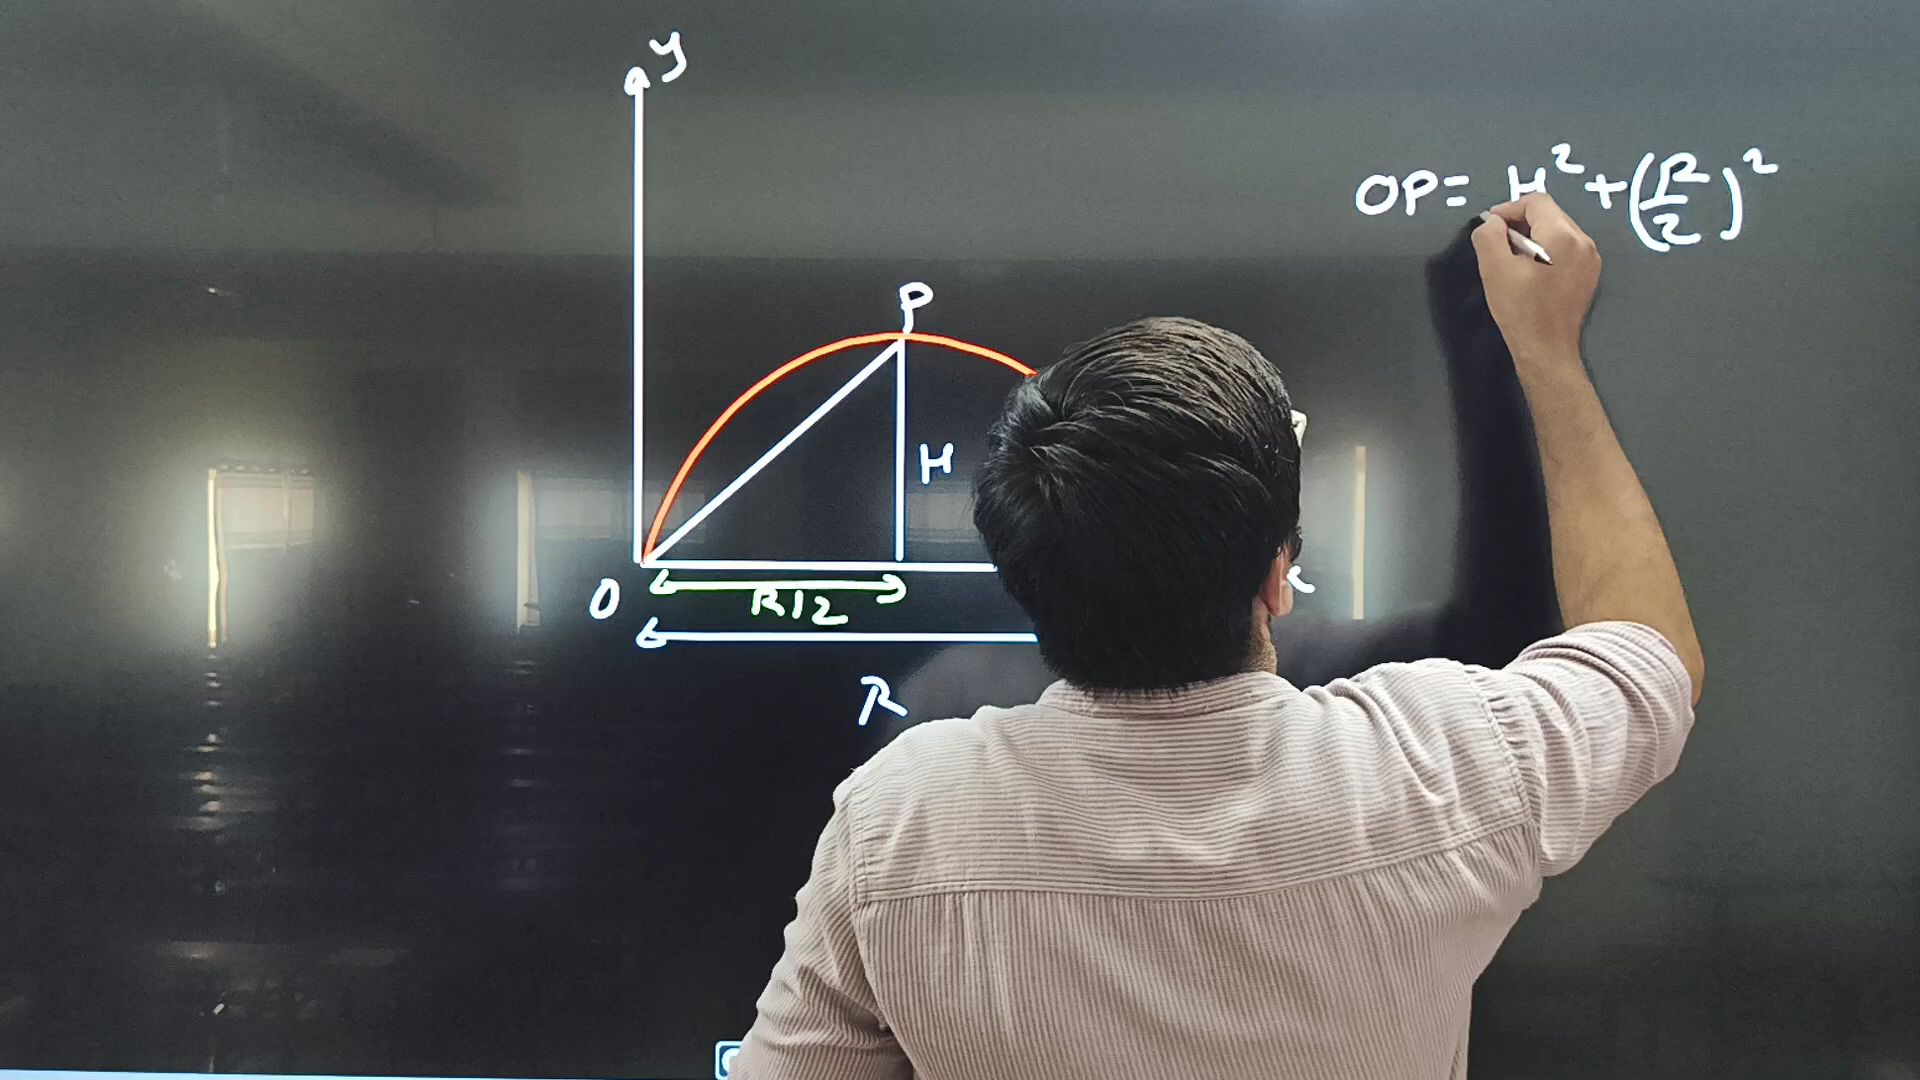 y
OP = H² + (R/2)²
P
H
O
R/2
R